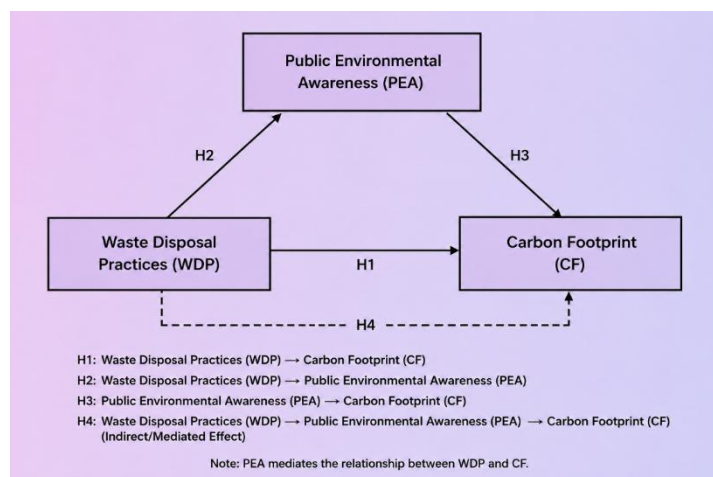 Public Environmental
Awareness (PEA)
H2
H3
Waste Disposal
Practices (WDP)
H1
Carbon Footprint
(CF)
H4
H1: Waste Disposal Practices (WDP) → Carbon Footprint (CF)
H2: Waste Disposal Practices (WDP) → Public Environmental Awareness (PEA)
H3: Public Environmental Awareness (PEA) → Carbon Footprint (CF)
H4: Waste Disposal Practices (WDP) → Public Environmental Awareness (PEA) → Carbon Footprint (CF)
(Indirect/Mediated Effect)
Note: PEA mediates the relationship between WDP and CF.